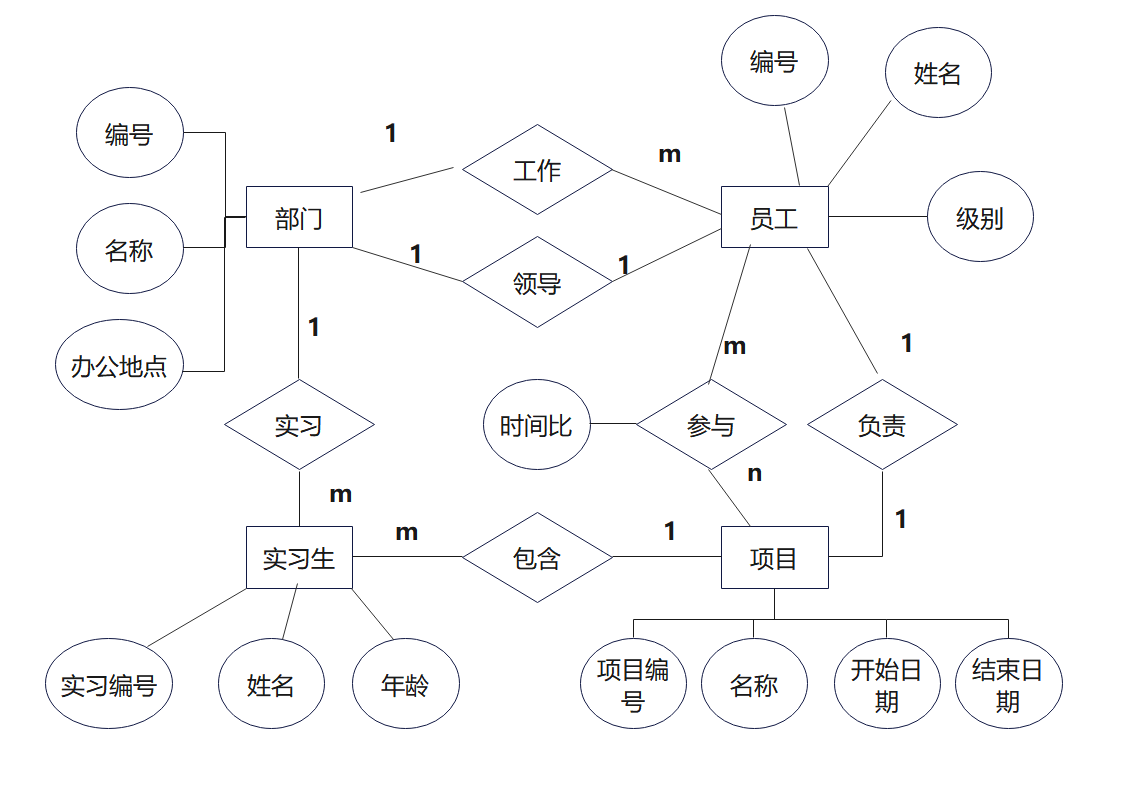 编号
姓名
编号
1
工作
m
部门
员工
级别
名称
1
领导
1
1
m
1
办公地点
实习
时间比
参与
负责
m
n
m
1
1
实习生
包含
项目
实习编号
姓名
年龄
项目编
号
名称
开始日
期
结束日
期